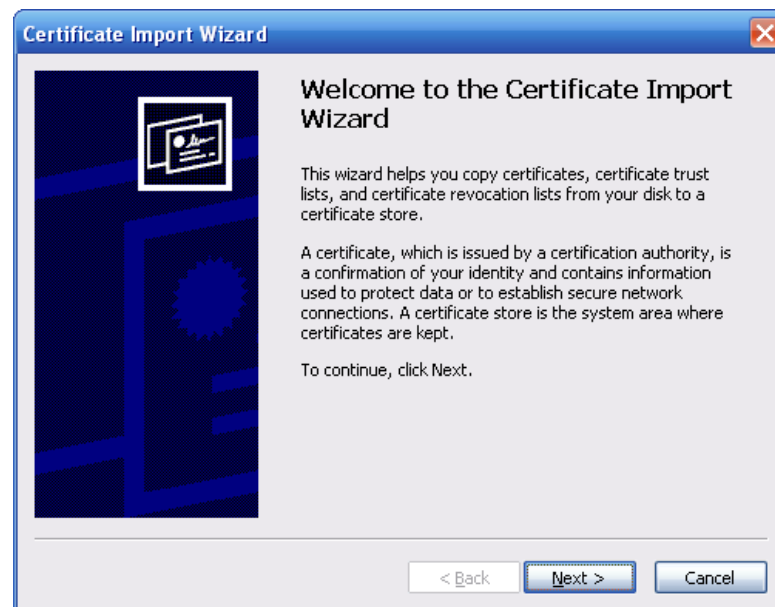 Certificate Import Wizard
Welcome to the Certificate Import
Wizard
This wizard helps you copy certificates, certificate trust
lists, and certificate revocation lists from your disk to a
certificate store.
A certificate, which is issued by a certification authority, is
a confirmation of your identity and contains information
used to protect data or to establish secure network
connections. A certificate store is the system area where
certificates are kept.
To continue, click Next.
< Back
Next >
Cancel